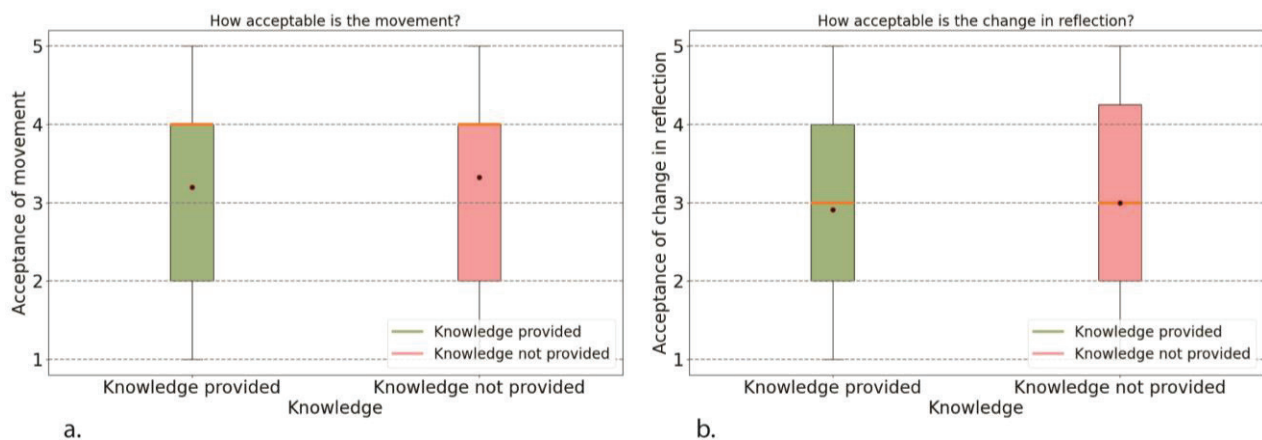 How acceptable is the movement?
Acceptance of movement
5
4
3
2
1
Knowledge provided
Knowledge not provided
Knowledge provided
Knowledge not provided
Knowledge
a.
How acceptable is the change in reflection?
Acceptance of change in reflection
5
4
3
2
1
Knowledge provided
Knowledge not provided
Knowledge provided
Knowledge not provided
Knowledge
b.